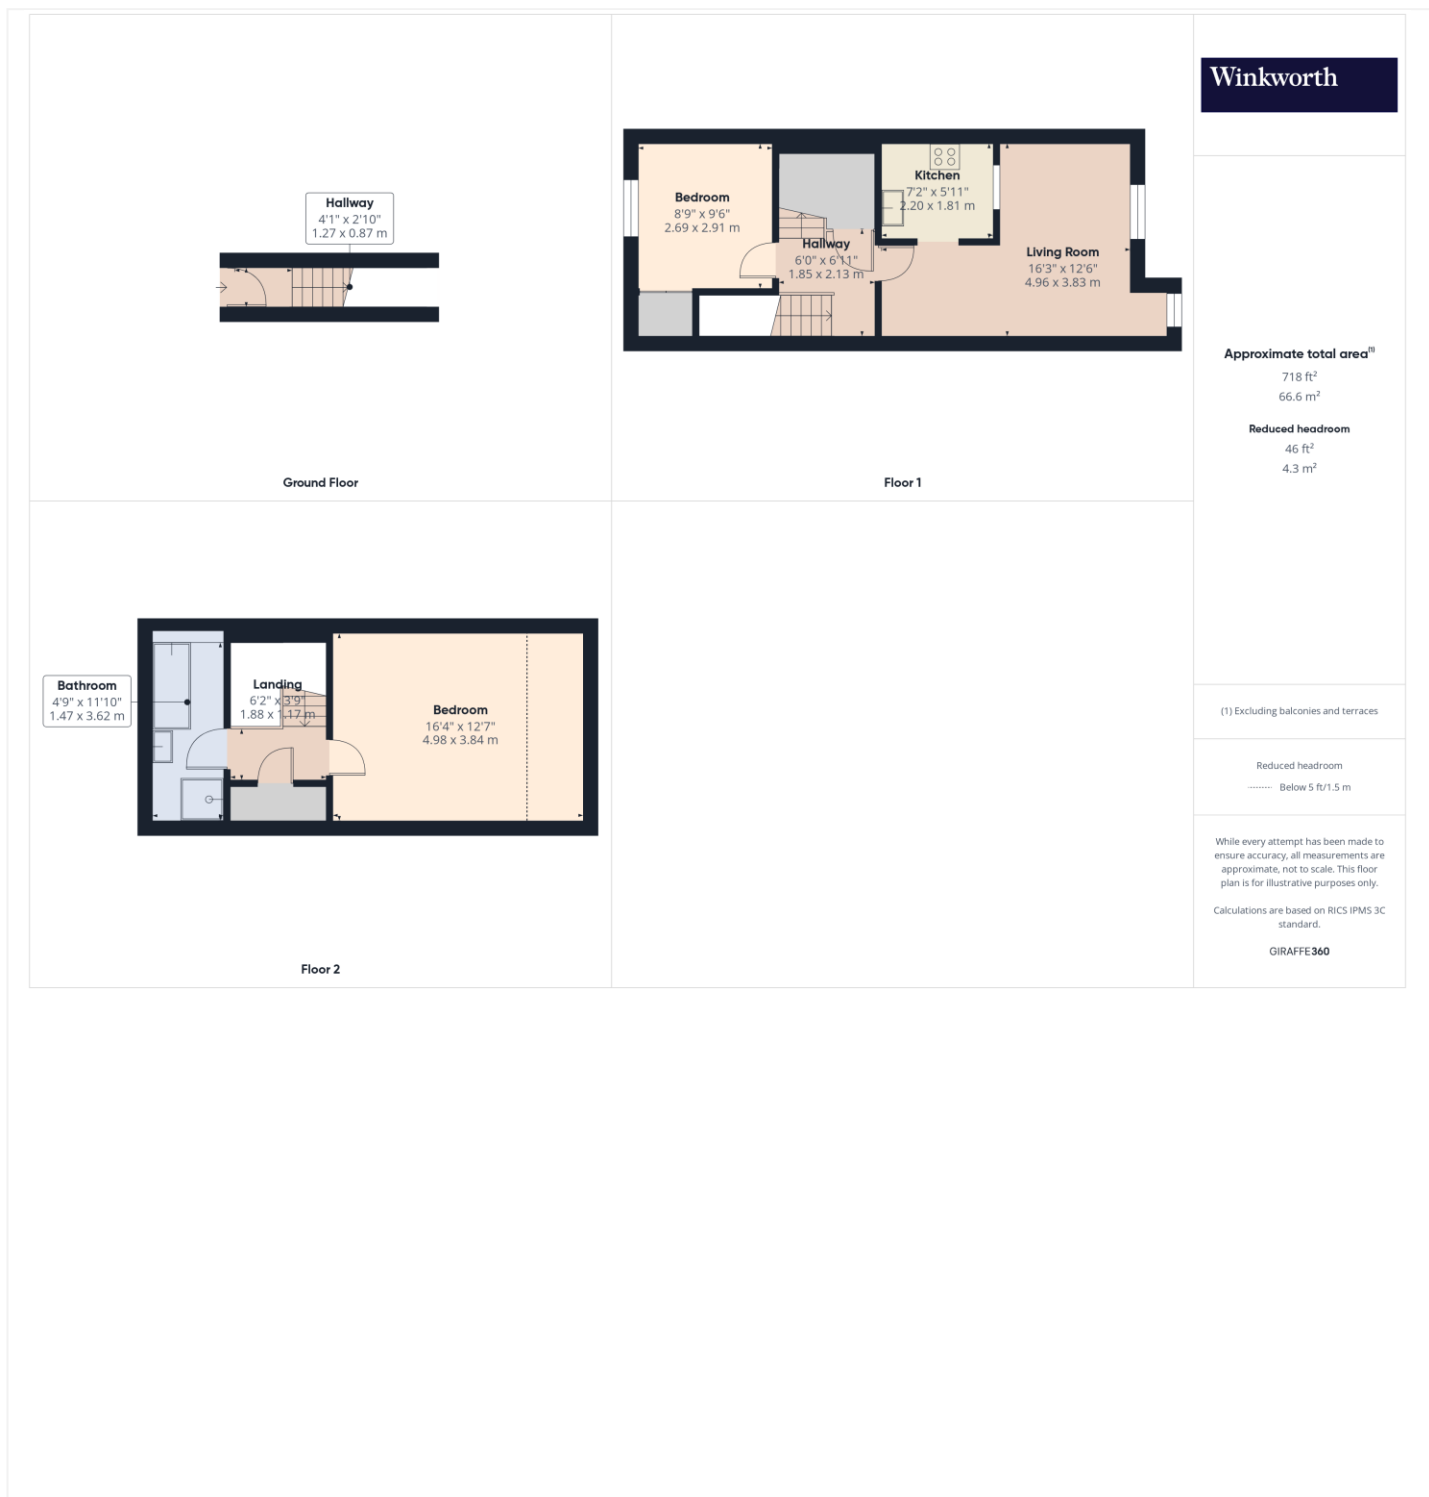 Hallway
4'1" x 2'10"
1.27 x 0.87 m
Ground Floor
Bedroom
8'9" x 9'6"
2.69 x 2.91 m
Hallway
6'0" x 6'11"
1.85 x 2.13 m
Kitchen
7'2" x 5'11"
2.20 x 1.81 m
Living Room
16'3" x 12'6"
4.96 x 3.83 m
Floor 1
Bathroom
4'9" x 11'10"
1.47 x 3.62 m
Landing
6'2" x 3'9"
1.88 x 1.17 m
Bedroom
16'4" x 12'7"
4.98 x 3.84 m
Floor 2
Winkworth
Approximate total area(1)
718 ft²
66.6 m²
Reduced headroom
46 ft²
4.3 m²
(1) Excluding balconies and terraces
Reduced headroom
Below 5 ft/1.5 m
While every attempt has been made to
ensure accuracy, all measurements are
approximate, not to scale. This floor
plan is for illustrative purposes only.
Calculations are based on RICS IPMS 3C
standard.
GIRAFFE360